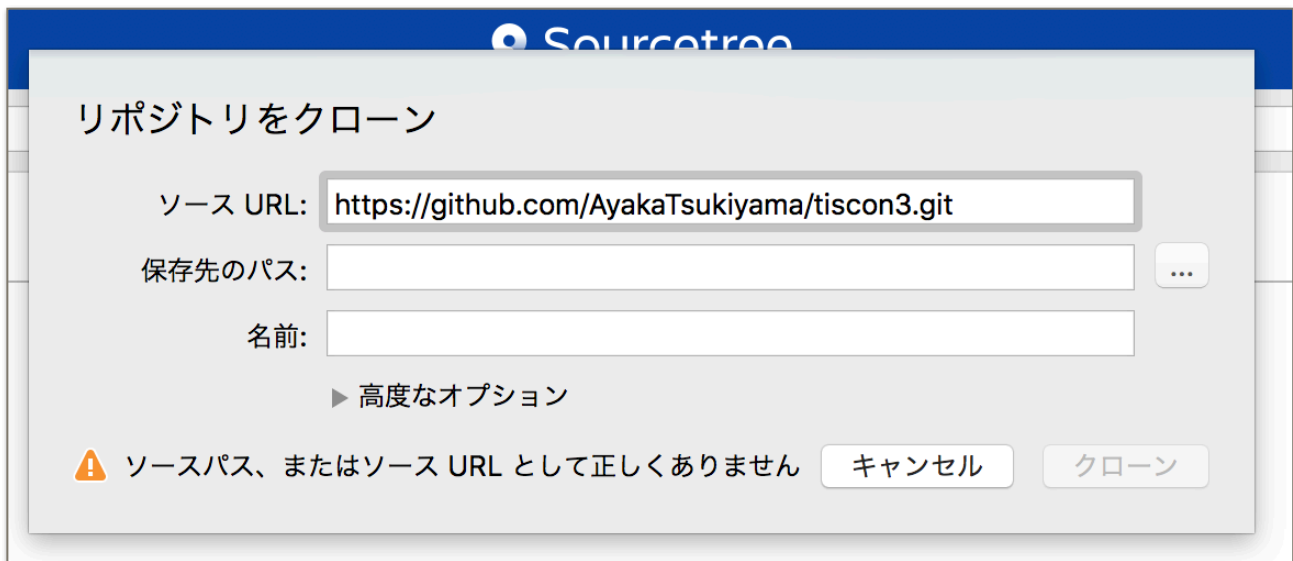 Sourcetree
リポジトリをクローン
ソース URL: https://github.com/AyakaTsukiyama/tiscon3.git
保存先のパス: ...
名前:
高度なオプション
ソースパス、またはソース URL として正しくありません キャンセル クローン